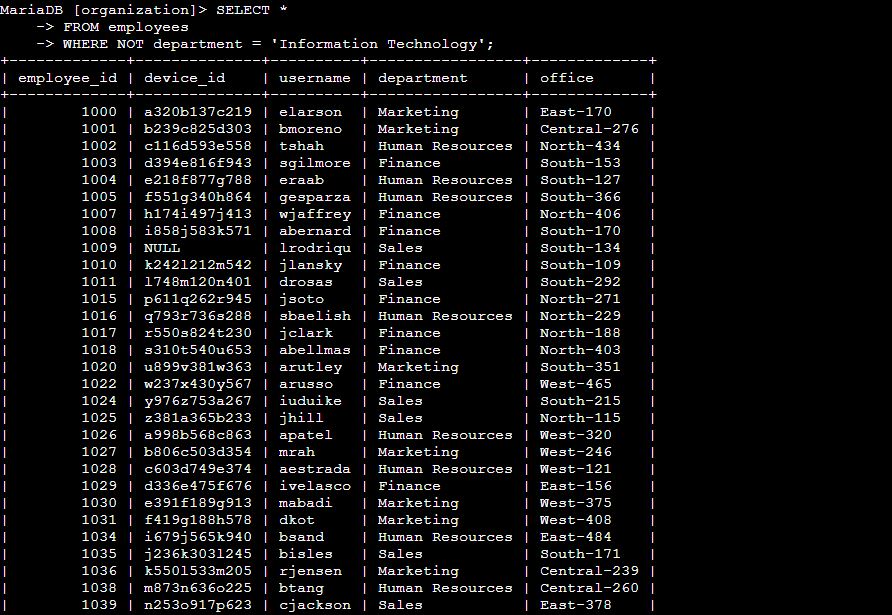 MariaDB [organization]> SELECT *
    -> FROM employees
    -> WHERE NOT department = 'Information Technology';
+-------------+--------------+----------+-----------------+-------------+
| employee_id | device_id    | username | department      | office      |
+-------------+--------------+----------+-----------------+-------------+
|        1000 | a320b137c219 | elarson  | Marketing       | East-170    |
|        1001 | b239c825d303 | bmoreno  | Marketing       | Central-276 |
|        1002 | c116d593e558 | tshah    | Human Resources | North-434   |
|        1003 | d394e816f943 | sgilmore | Finance         | South-153   |
|        1004 | e218f877g788 | eraab    | Human Resources | South-127   |
|        1005 | f551g340h864 | gesparza | Human Resources | South-366   |
|        1007 | h174i497j413 | wjaffrey | Finance         | North-406   |
|        1008 | i858j583k571 | abernard | Finance         | South-170   |
|        1009 | NULL         | lrodriqu | Sales           | South-134   |
|        1010 | k242l212m542 | jlansky  | Finance         | South-109   |
|        1011 | l748m120n401 | drosas   | Sales           | South-292   |
|        1015 | p611q262r945 | jsoto    | Finance         | North-271   |
|        1016 | q793r736s288 | sbaelish | Human Resources | North-229   |
|        1017 | r550s824t230 | jclark   | Finance         | North-188   |
|        1018 | s310t540u653 | abellmas | Finance         | North-403   |
|        1020 | u899v381w363 | arutley  | Marketing       | South-351   |
|        1022 | w237x430y567 | arusso   | Finance         | West-465    |
|        1024 | y976z753a267 | iuduike  | Sales           | South-215   |
|        1025 | z381a365b233 | jhill    | Sales           | North-115   |
|        1026 | a998b568c863 | apatel   | Human Resources | West-320    |
|        1027 | b806c503d354 | mrah     | Marketing       | West-246    |
|        1028 | c603d749e374 | aestrada | Human Resources | West-121    |
|        1029 | d336e475f676 | ivelasco | Finance         | East-156    |
|        1030 | e391f189g913 | mabadi   | Marketing       | West-375    |
|        1031 | f419g188h578 | dkot     | Marketing       | West-408    |
|        1034 | i679j565k940 | bsand    | Human Resources | East-484    |
|        1035 | j236k303l245 | bisles   | Sales           | South-171   |
|        1036 | k550l533m205 | rjensen  | Marketing       | Central-239 |
|        1038 | m873n636o225 | btang    | Human Resources | Central-260 |
|        1039 | n253o917p623 | cjackson | Sales           | East-378    |